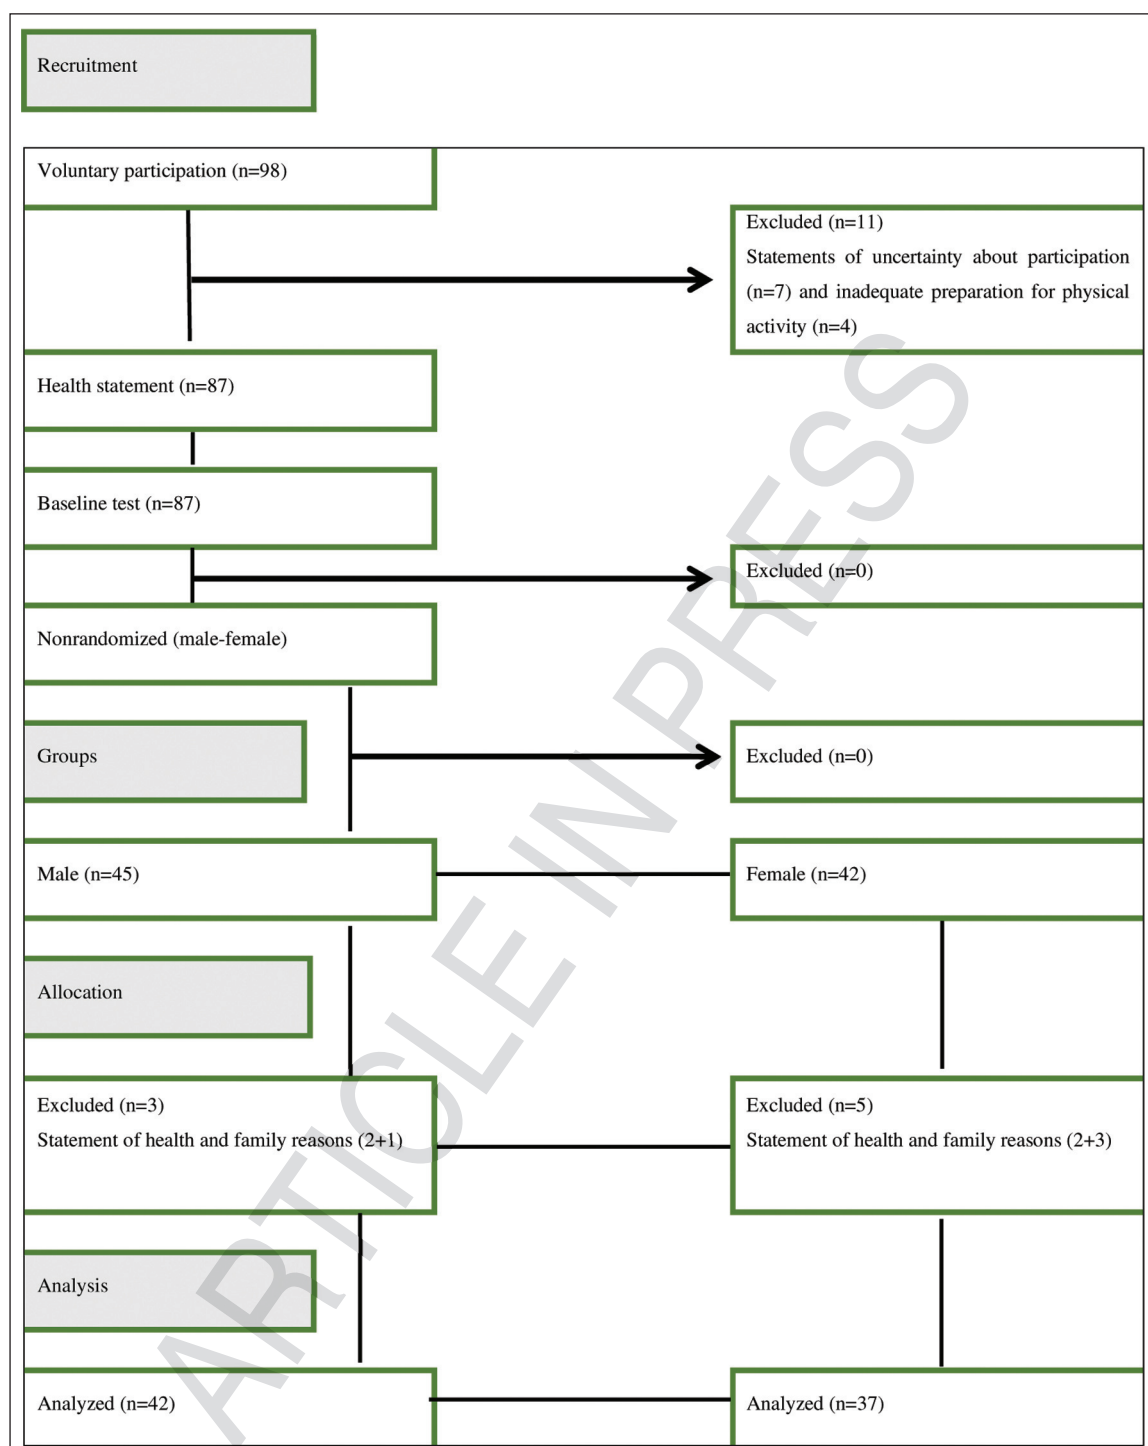 Recruitment
Voluntary participation (n=98)
Excluded (n=11)
Statements of uncertainty about participation
(n=7) and inadequate preparation for physical
activity (n=4)
Health statement (n=87)
Baseline test (n=87)
Excluded (n=0)
Nonrandomized (male-female)
Groups
Excluded (n=0)
Male (n=45)
Female (n=42)
Allocation
Excluded (n=3)
Statement of health and family reasons (2+1)
Excluded (n=5)
Statement of health and family reasons (2+3)
Analysis
Analyzed (n=42)
Analyzed (n=37)
ARTICLE IN PRESS